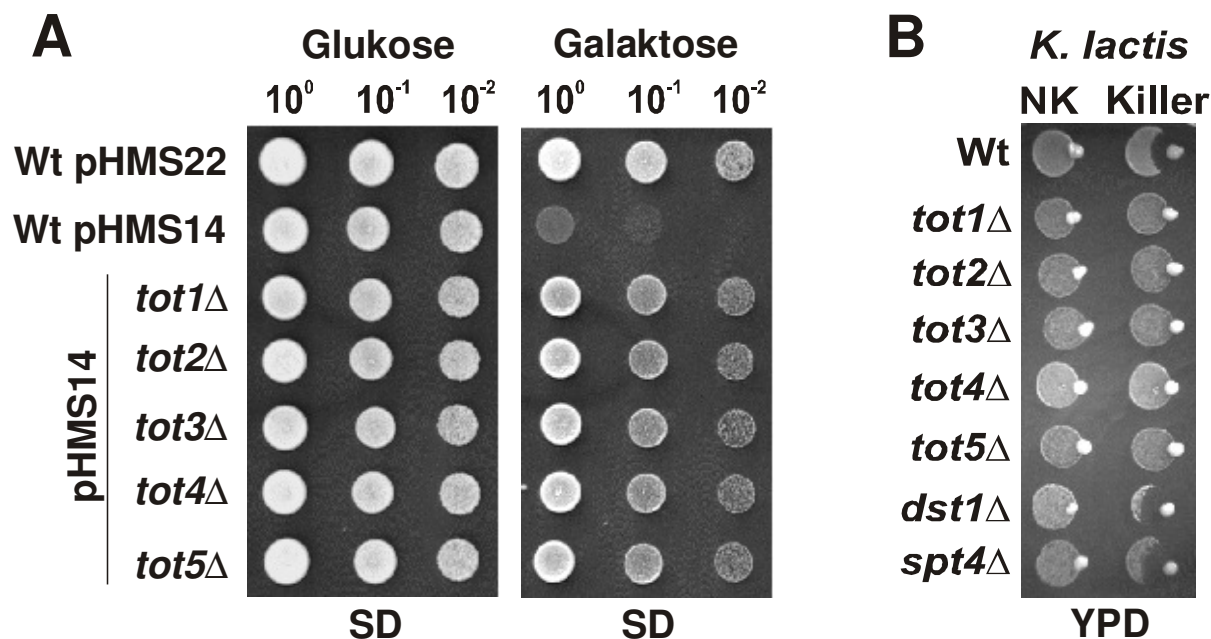 A
Glukose Galaktose
10⁰ 10⁻¹ 10⁻² 10⁰ 10⁻¹ 10⁻²
Wt pHMS22
Wt pHMS14
pHMS14
tot1Δ
tot2Δ
tot3Δ
tot4Δ
tot5Δ
SD SD
B
K. lactis
NK Killer
Wt
tot1Δ
tot2Δ
tot3Δ
tot4Δ
tot5Δ
dst1Δ
spt4Δ
YPD